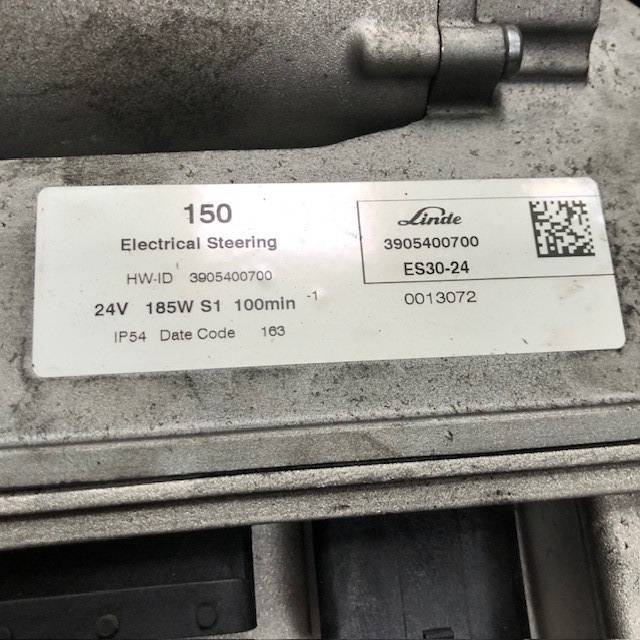 150
Electrical Steering
HW-ID 3905400700
24V 185W S1 100min -1
IP54 Date Code 163
Linde
3905400700
ES30-24
0013072